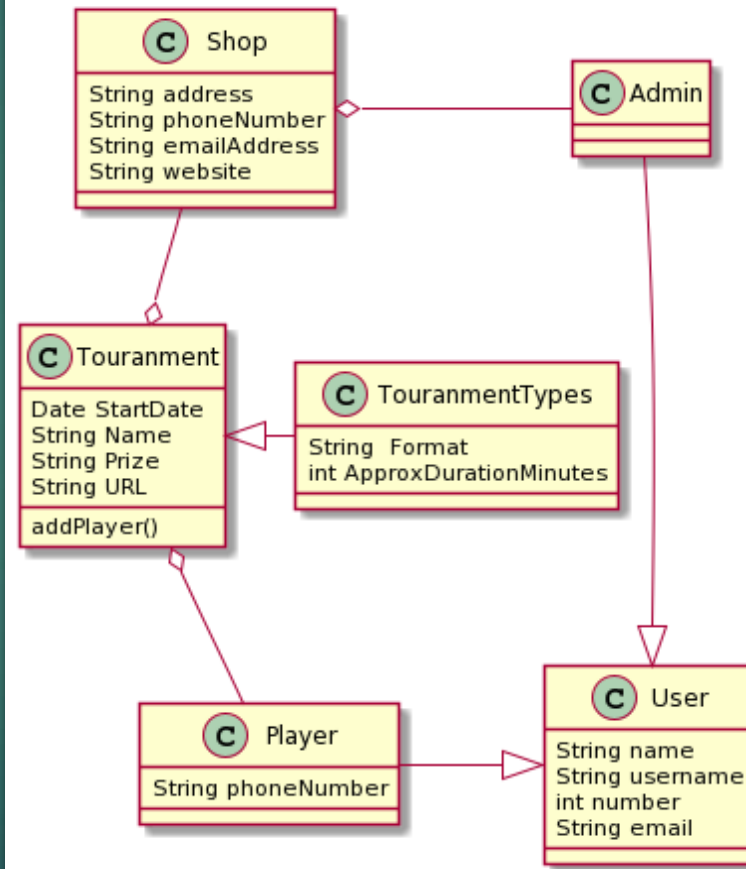 C Shop
String address
String phoneNumber
String emailAddress
String website
C Admin
C Touranment
Date StartDate
String Name
String Prize
String URL
addPlayer()
C TouranmentTypes
String Format
int ApproxDurationMinutes
C Player
String phoneNumber
C User
String name
String username
int number
String email